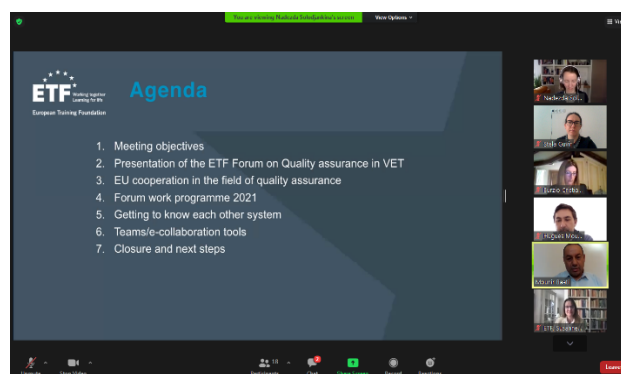 You are viewing Nadezda Solodjankina's screen
View Options
ETF
Working together
Learning for life
European Training Foundation
Agenda
1. Meeting objectives
2. Presentation of the ETF Forum on Quality assurance in VET
3. EU cooperation in the field of quality assurance
4. Forum work programme 2021
5. Getting to know each other system
6. Teams/e-collaboration tools
7. Closure and next steps
18
2
Participants
Chat
Share Screen
Record
Reactions
Leave